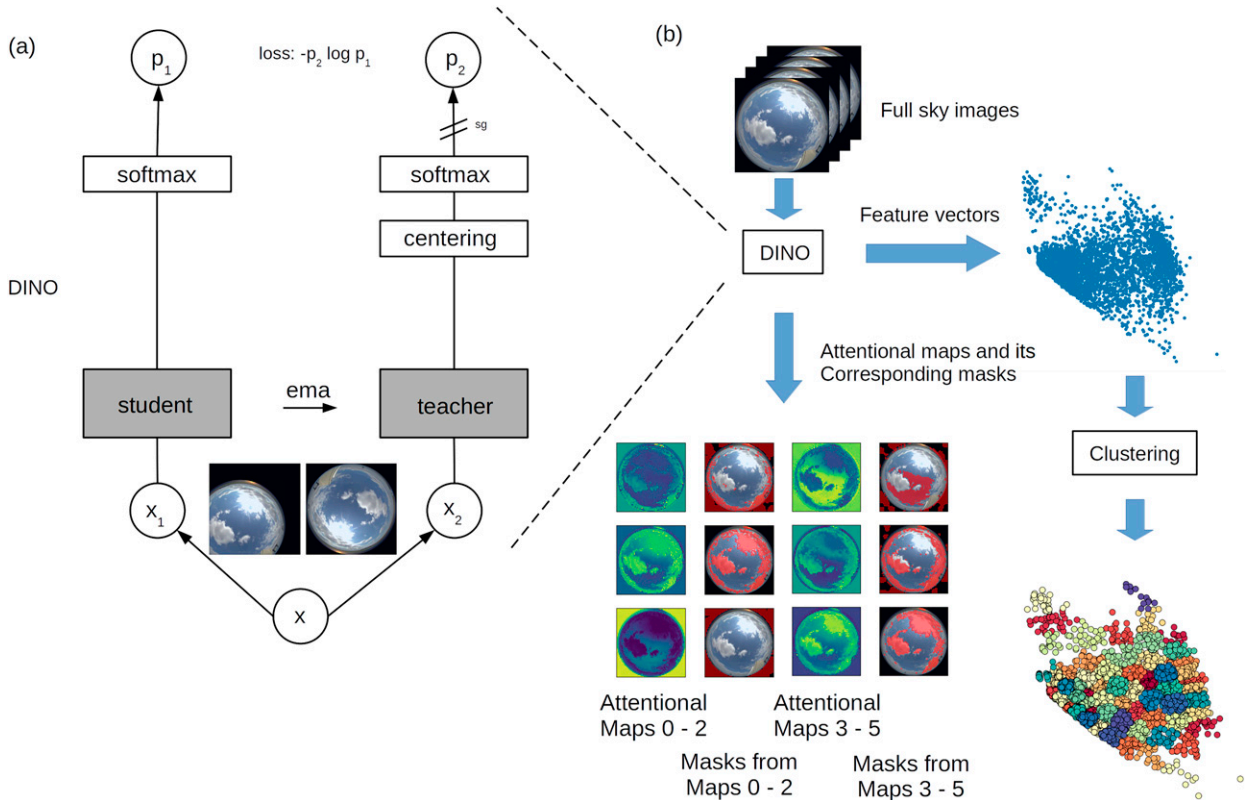 (a)
p1
loss: -p2 log p1
p2
sg
softmax
softmax
centering
DINO
student
ema
teacher
x1
x2
x
(b)
Full sky images
DINO
Feature vectors
Attentional maps and its
Corresponding masks
Clustering
Attentional
Maps 0 - 2
Attentional
Maps 3 - 5
Masks from
Maps 0 - 2
Masks from
Maps 3 - 5